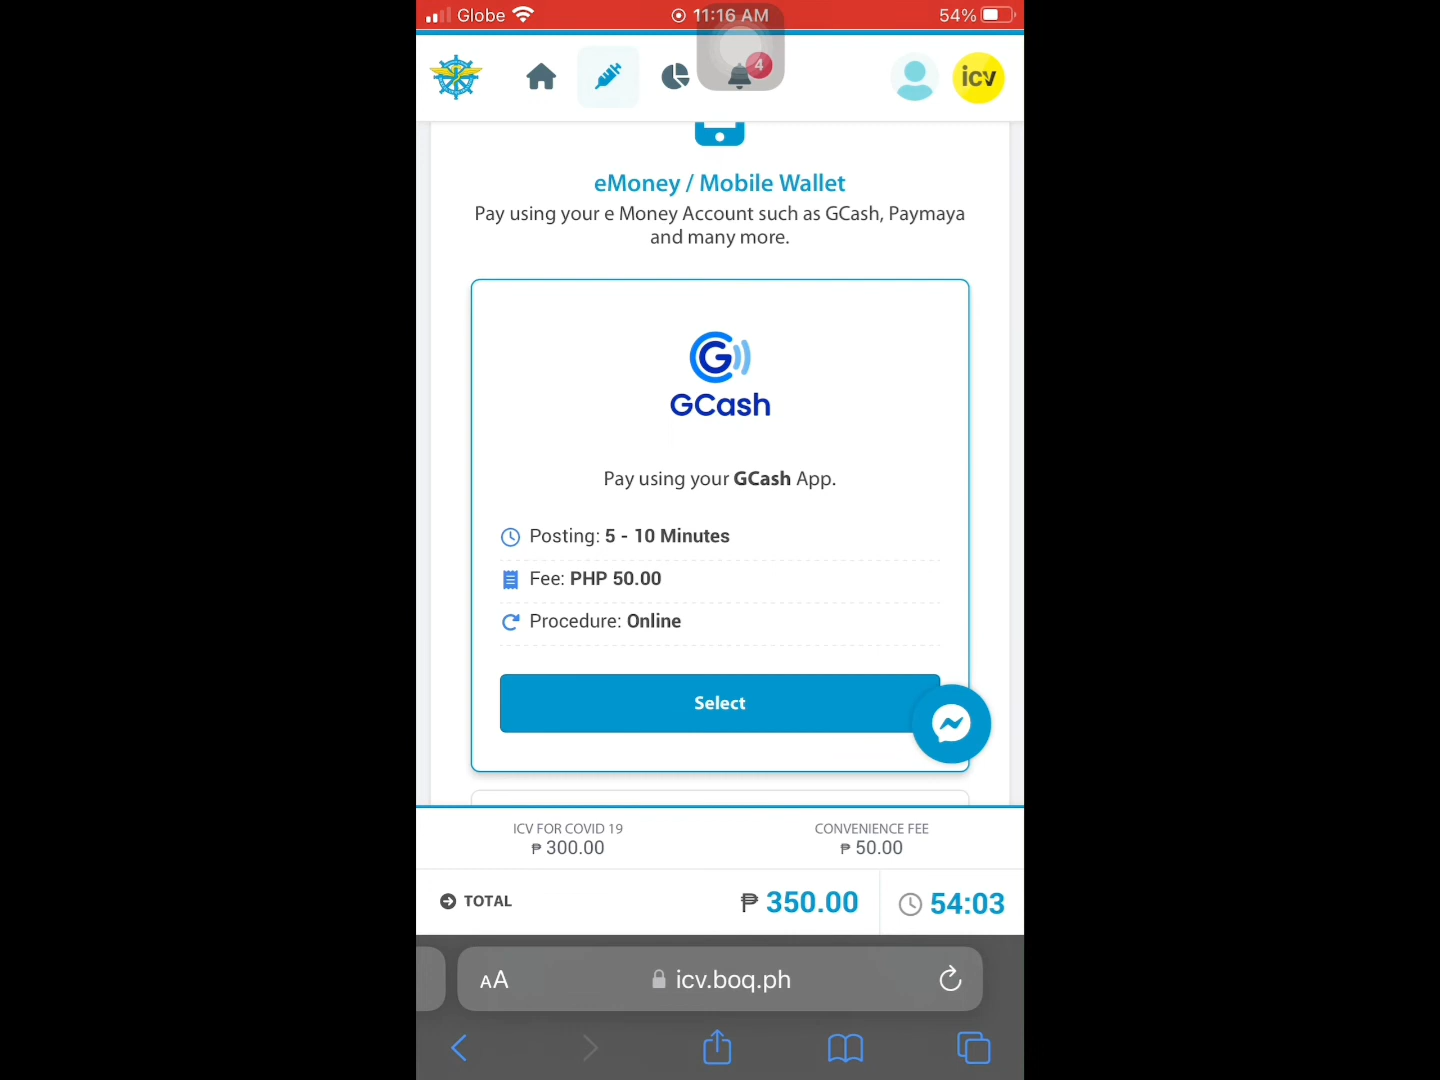 Globe 11:16 AM 54%
4
icv
eMoney / Mobile Wallet
Pay using your e Money Account such as GCash, Paymaya
and many more.
G
GCash
Pay using your GCash App.
Posting: 5 - 10 Minutes
Fee: PHP 50.00
Procedure: Online
Select
ICV FOR COVID 19 CONVENIENCE FEE
₱ 300.00 ₱ 50.00
TOTAL ₱ 350.00 54:03
AA icv.boq.ph